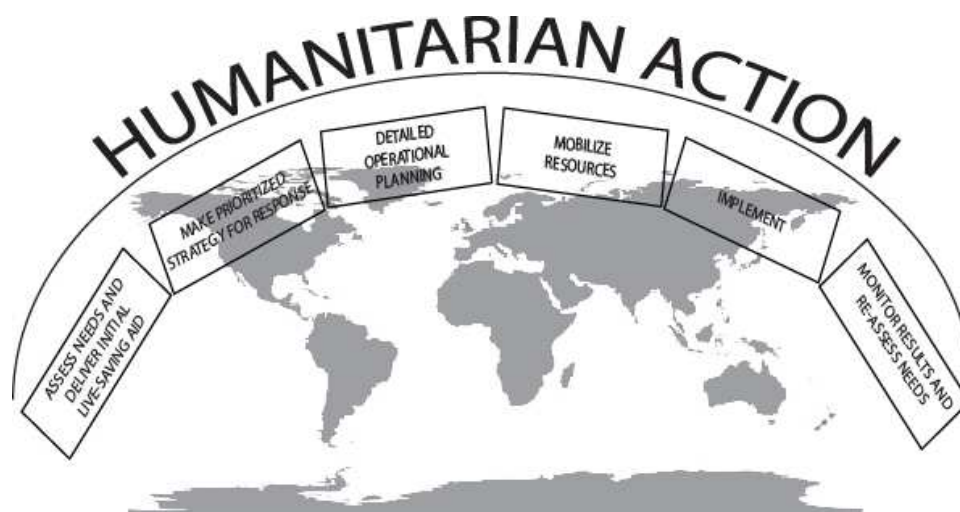 HUMANITARIAN ACTION
ASSESS NEEDS AND
DELIVER INITIAL
LIVE-SAVING AID
MAKE PRIORITIZED
STRATEGY FOR RESPONSE
DETAILED
OPERATIONAL
PLANNING
MOBILIZE
RESOURCES
IMPLEMENT
MONITOR RESULTS AND
RE-ASSESS NEEDS